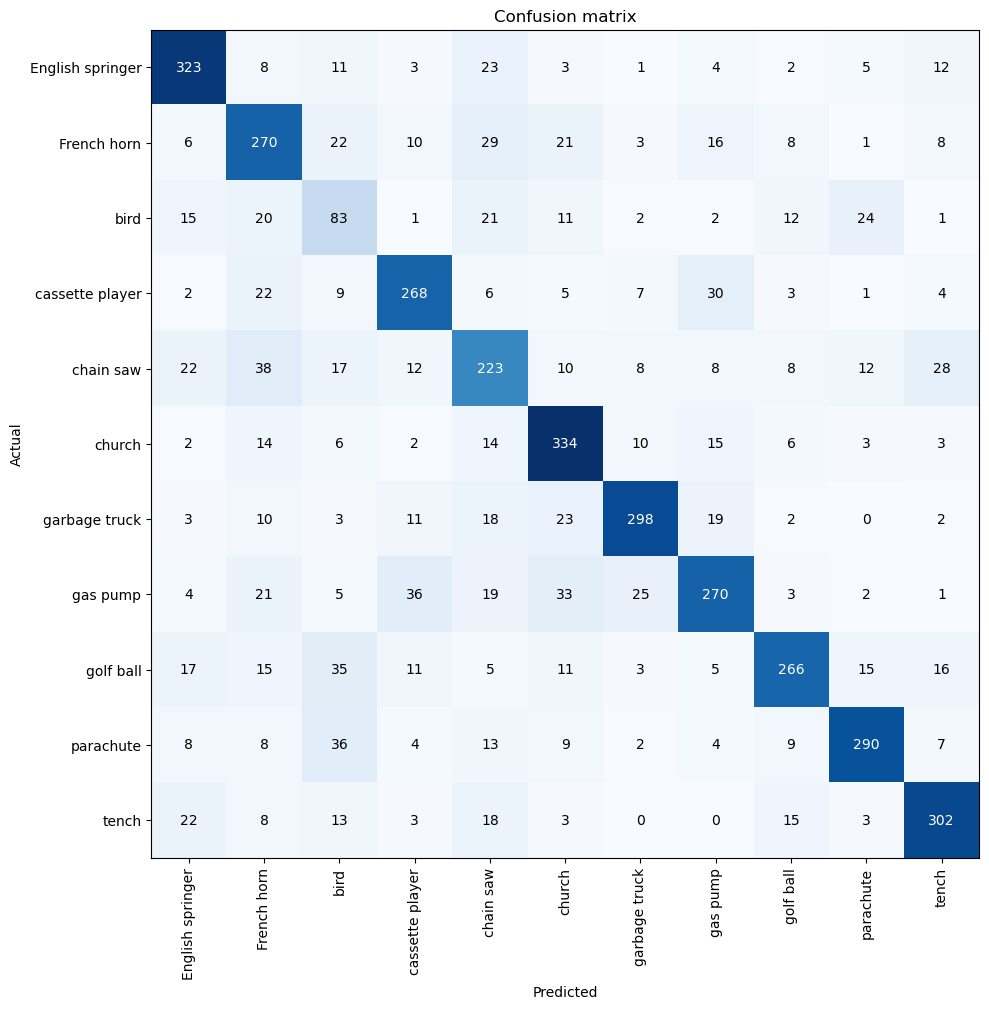 Confusion matrix
English springer 323 8 11 3 23 3 1 4 2 5 12
French horn 6 270 22 10 29 21 3 16 8 1 8
bird 15 20 83 1 21 11 2 2 12 24 1
cassette player 2 22 9 268 6 5 7 30 3 1 4
chain saw 22 38 17 12 223 10 8 8 8 12 28
Actual
church 2 14 6 2 14 334 10 15 6 3 3
garbage truck 3 10 3 11 18 23 298 19 2 0 2
gas pump 4 21 5 36 19 33 25 270 3 2 1
golf ball 17 15 35 11 5 11 3 5 266 15 16
parachute 8 8 36 4 13 9 2 4 9 290 7
tench 22 8 13 3 18 3 0 0 15 3 302
English springer French horn bird cassette player chain saw church garbage truck gas pump golf ball parachute tench
Predicted